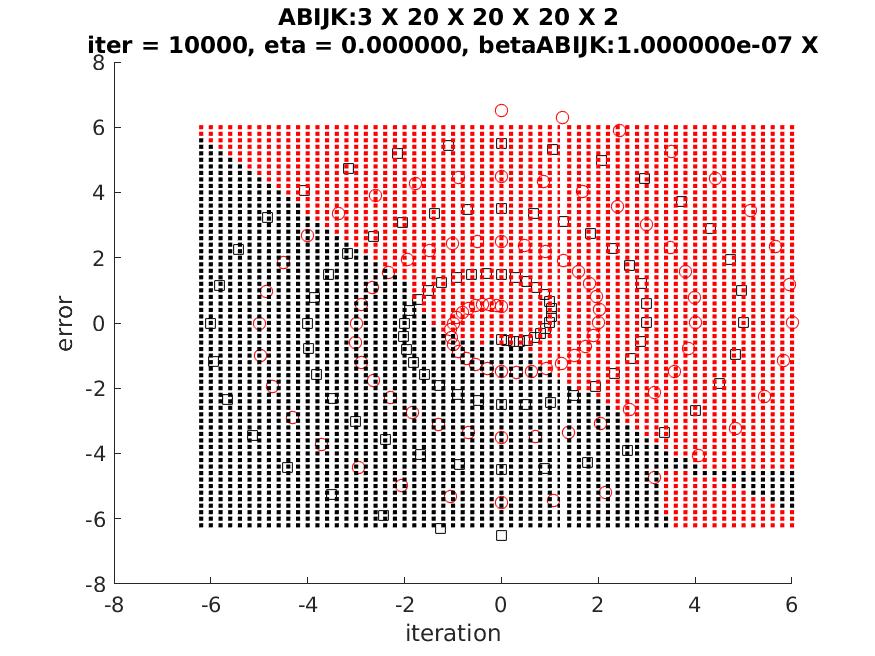 ABIJK:3 X 20 X 20 X 20 X 2
iter = 10000, eta = 0.000000, betaABIJK:1.000000e-07 X
8
6
4
2
0
-2
-4
-6
-8
error
-8 -6 -4 -2 0 2 4 6
iteration